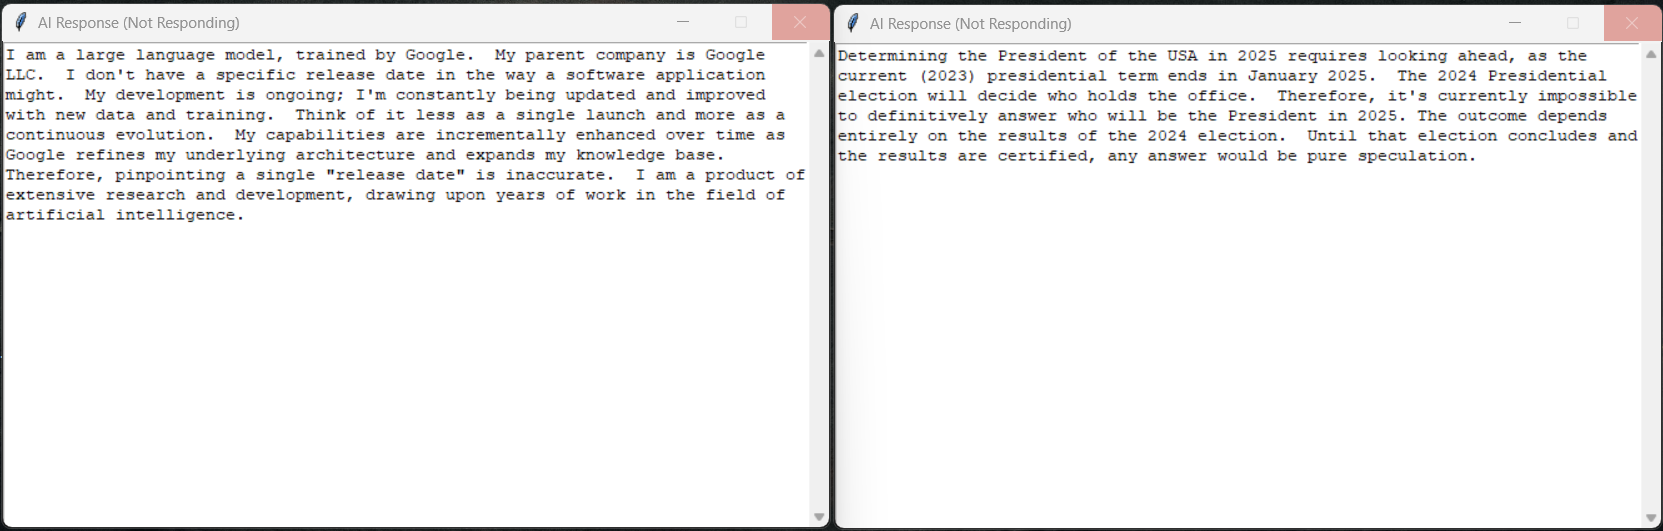 AI Response (Not Responding)
I am a large language model, trained by Google.  My parent company is Google
LLC.  I don't have a specific release date in the way a software application
might.  My development is ongoing; I'm constantly being updated and improved
with new data and training.  Think of it less as a single launch and more as a
continuous evolution.  My capabilities are incrementally enhanced over time as
Google refines my underlying architecture and expands my knowledge base.
Therefore, pinpointing a single "release date" is inaccurate.  I am a product of
extensive research and development, drawing upon years of work in the field of
artificial intelligence.
AI Response (Not Responding)
Determining the President of the USA in 2025 requires looking ahead, as the
current (2023) presidential term ends in January 2025.  The 2024 Presidential
election will decide who holds the office.  Therefore, it's currently impossible
to definitively answer who will be the President in 2025. The outcome depends
entirely on the results of the 2024 election.  Until that election concludes and
the results are certified, any answer would be pure speculation.